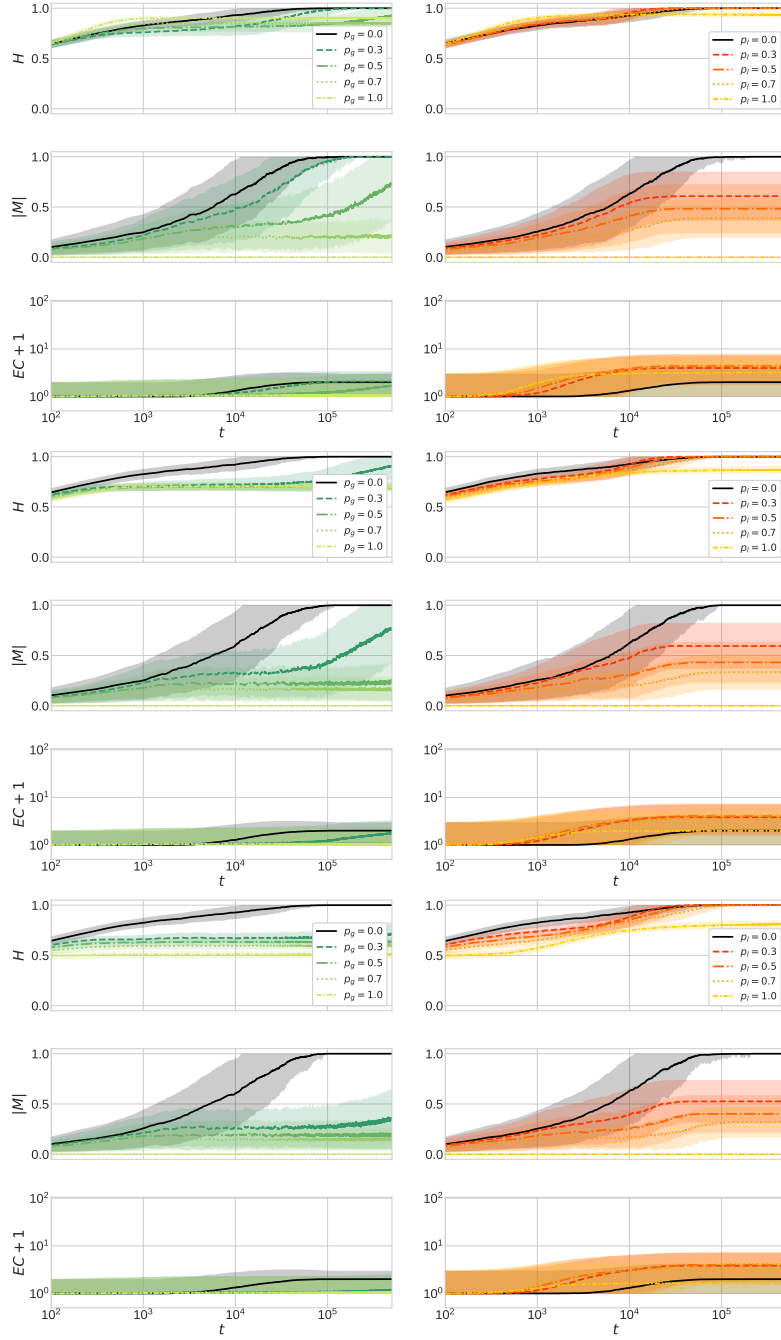 H
1.0
0.5
0.0
p_g = 0.0
p_g = 0.3
p_g = 0.5
p_g = 0.7
p_g = 1.0
1.0
0.5
0.0
p_l = 0.0
p_l = 0.3
p_l = 0.5
p_l = 0.7
p_l = 1.0
|M|
1.0
0.5
0.0
1.0
0.5
0.0
EC + 1
10^2
10^1
10^0
10^2 10^3 10^4 10^5
t
10^2
10^1
10^0
10^2 10^3 10^4 10^5
t
H
1.0
0.5
0.0
p_g = 0.0
p_g = 0.3
p_g = 0.5
p_g = 0.7
p_g = 1.0
1.0
0.5
0.0
p_l = 0.0
p_l = 0.3
p_l = 0.5
p_l = 0.7
p_l = 1.0
|M|
1.0
0.5
0.0
1.0
0.5
0.0
EC + 1
10^2
10^1
10^0
10^2 10^3 10^4 10^5
t
10^2
10^1
10^0
10^2 10^3 10^4 10^5
t
H
1.0
0.5
0.0
p_g = 0.0
p_g = 0.3
p_g = 0.5
p_g = 0.7
p_g = 1.0
1.0
0.5
0.0
p_l = 0.0
p_l = 0.3
p_l = 0.5
p_l = 0.7
p_l = 1.0
|M|
1.0
0.5
0.0
1.0
0.5
0.0
EC + 1
10^2
10^1
10^0
10^2 10^3 10^4 10^5
t
10^2
10^1
10^0
10^2 10^3 10^4 10^5
t